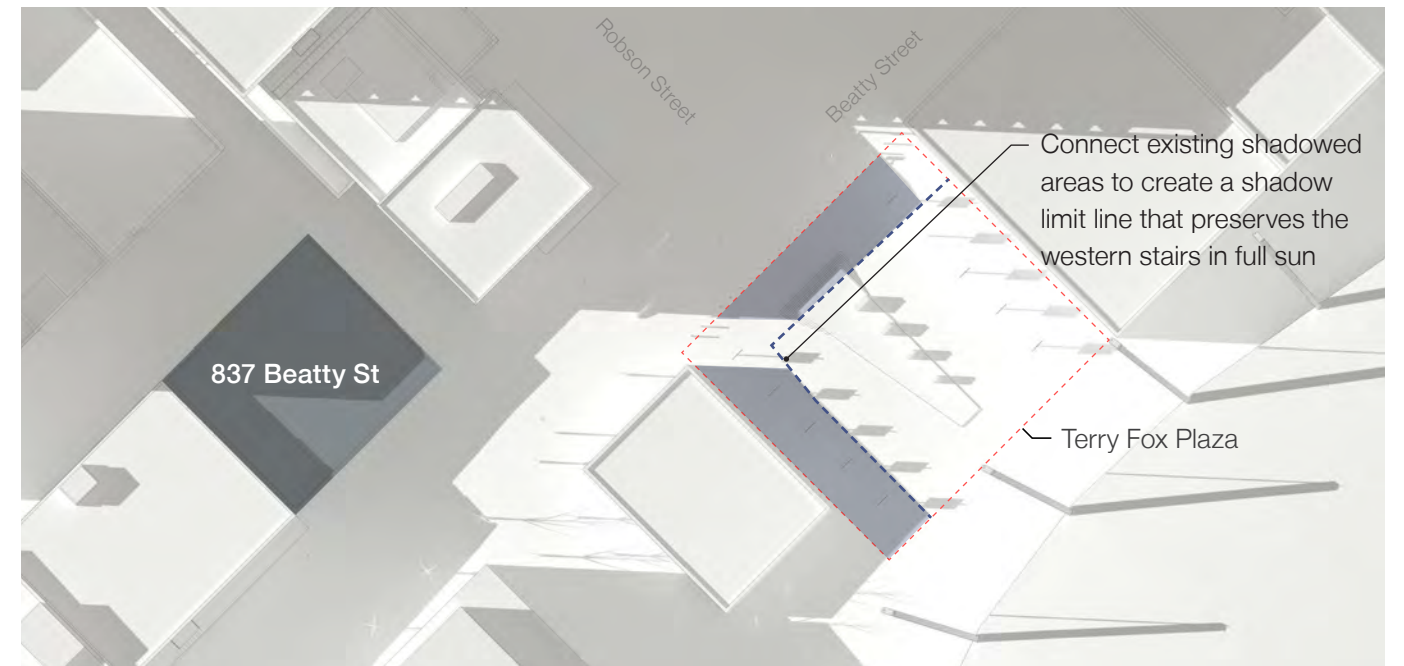 Robson Street
Beatty Street
Connect existing shadowed
areas to create a shadow
limit line that preserves the
western stairs in full sun
837 Beatty St
Terry Fox Plaza